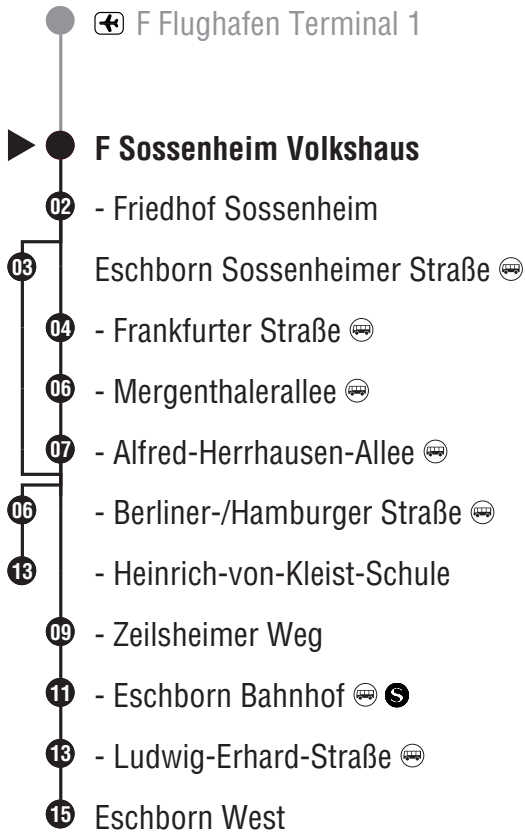 F Flughafen Terminal 1
F Sossenheim Volkshaus
02 - Friedhof Sossenheim
03 Eschborn Sossenheimer Straße
04 - Frankfurter Straße
06 - Mergenthalerallee
07 - Alfred-Herrhausen-Allee
06 - Berliner-/Hamburger Straße
13 - Heinrich-von-Kleist-Schule
09 - Zeilsheimer Weg
11 - Eschborn Bahnhof S
13 - Ludwig-Erhard-Straße
15 Eschborn West